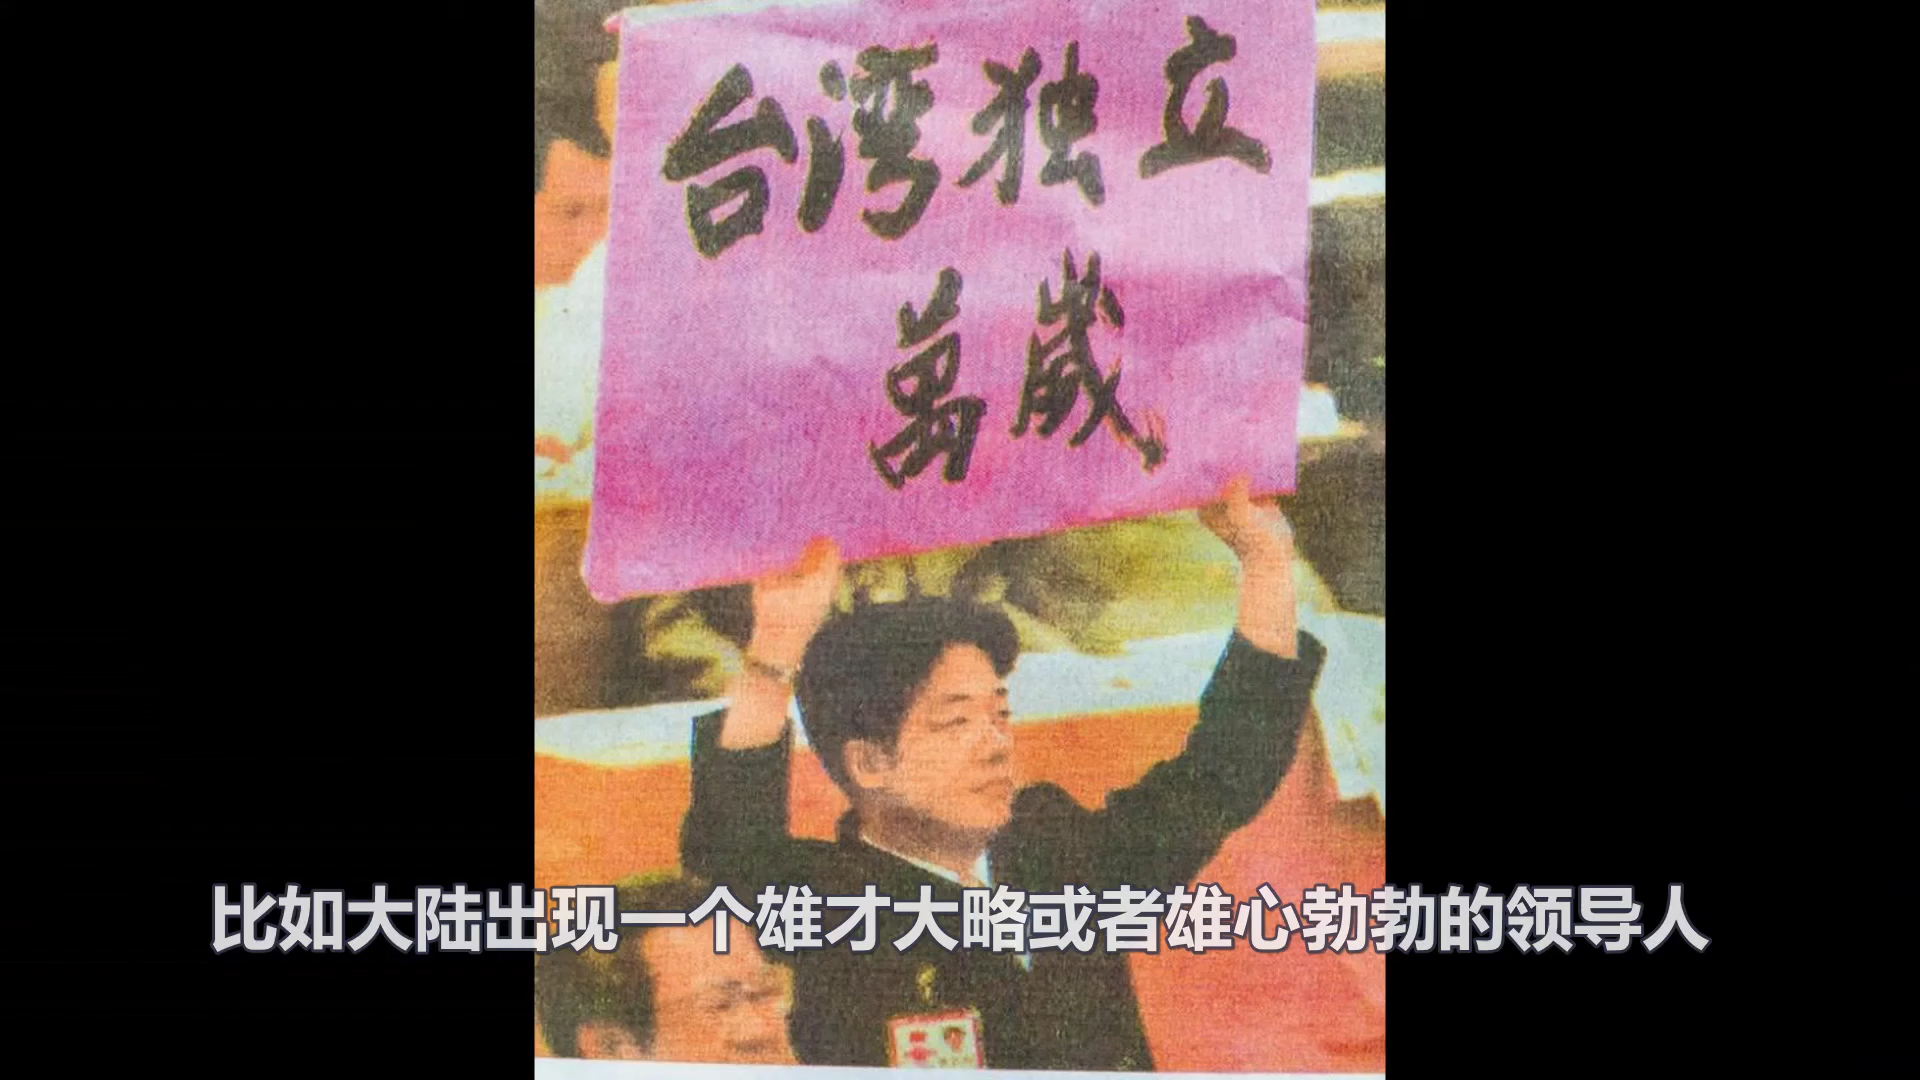 台湾独立
萬歲
比如大陆出现一个雄才大略或者雄心勃勃的领导人